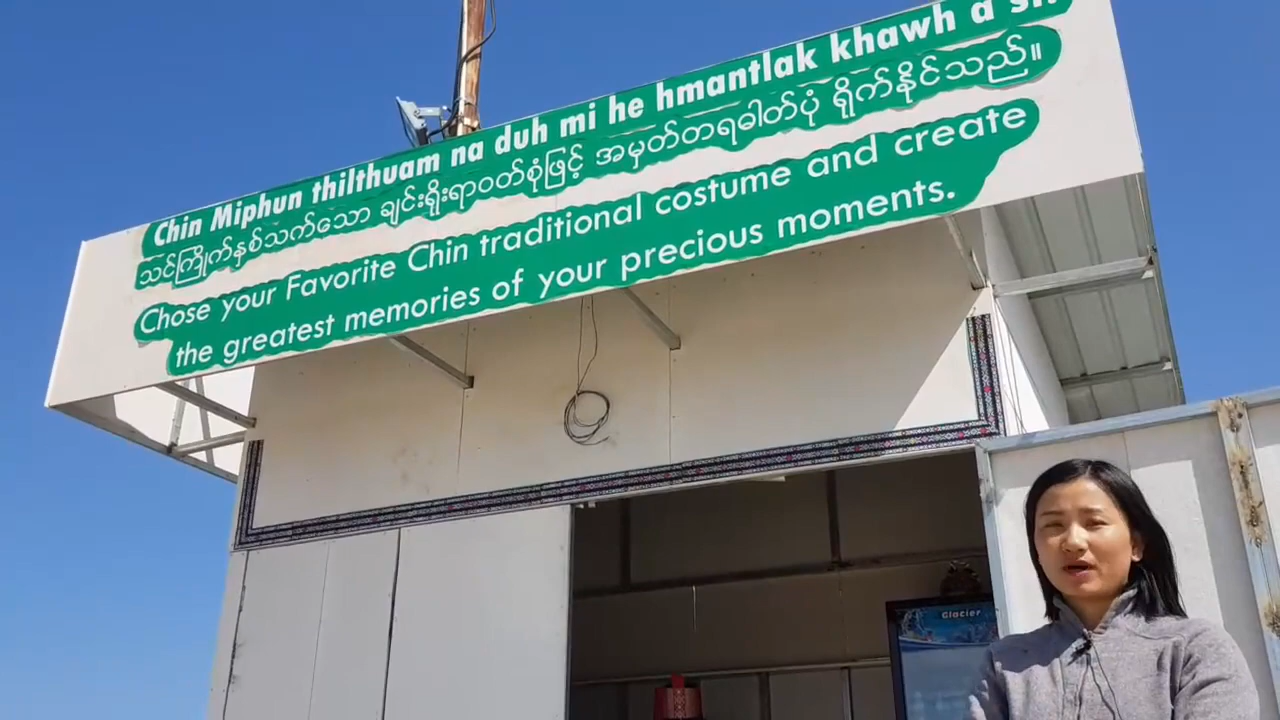 Chin Miphun thilthuam na duh mi he hmantlak khawh a si.
သင်ကြိုက်နှစ်သက်သော ချင်းရိုးရာဝတ်စုံဖြင့် အမှတ်တရဓါတ်ပုံ ရိုက်နိုင်သည်။
Chose your Favorite Chin traditional costume and create
the greatest memories of your precious moments.
Glacier